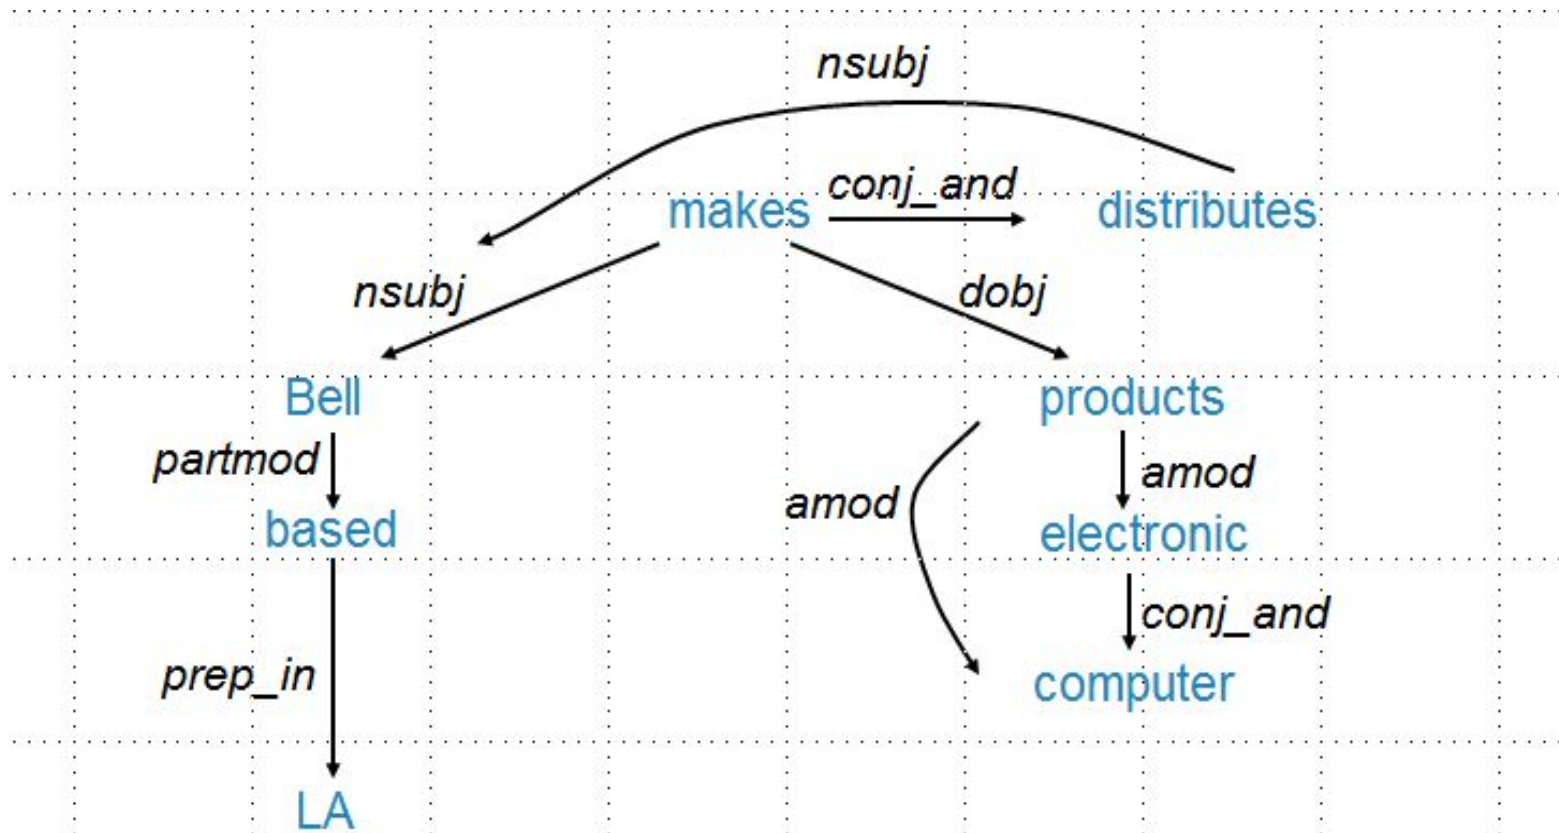 nsubj
conj_and
makes
distributes
nsubj
dobj
Bell
products
partmod
amod
amod
based
electronic
conj_and
prep_in
computer
LA